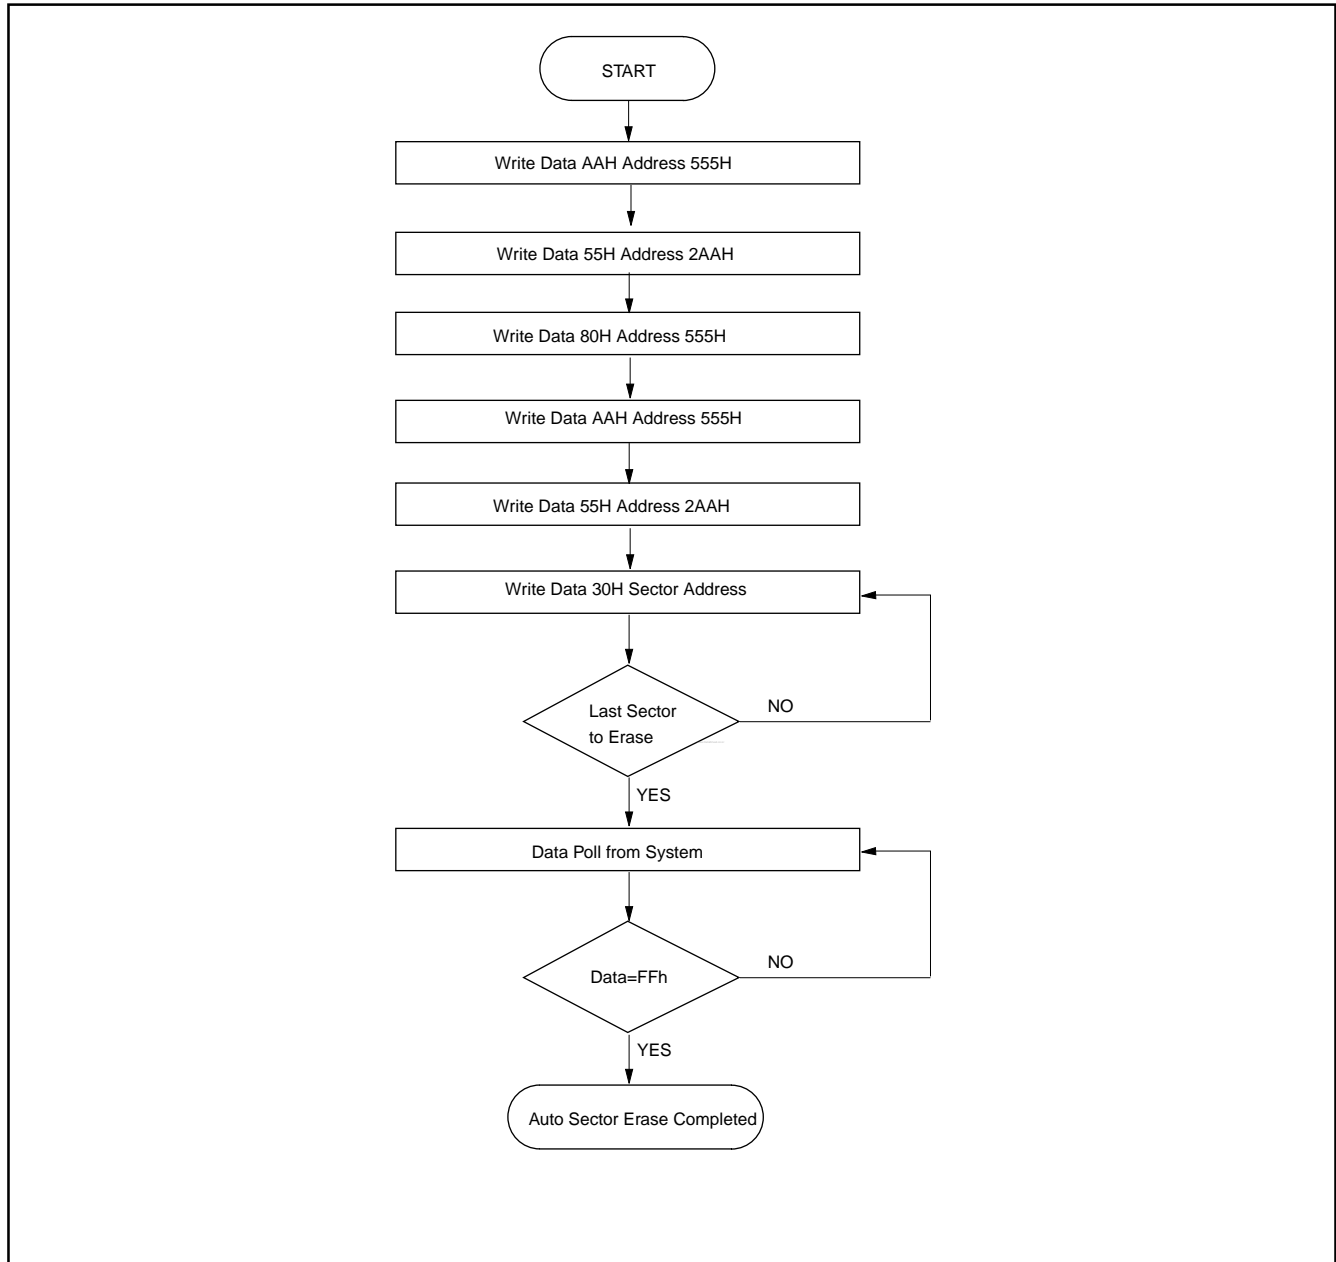 START
Write Data AAH Address 555H
Write Data 55H Address 2AAH
Write Data 80H Address 555H
Write Data AAH Address 555H
Write Data 55H Address 2AAH
Write Data 30H Sector Address
Last Sector
to Erase
NO
YES
Data Poll from System
Data=FFh
NO
YES
Auto Sector Erase Completed